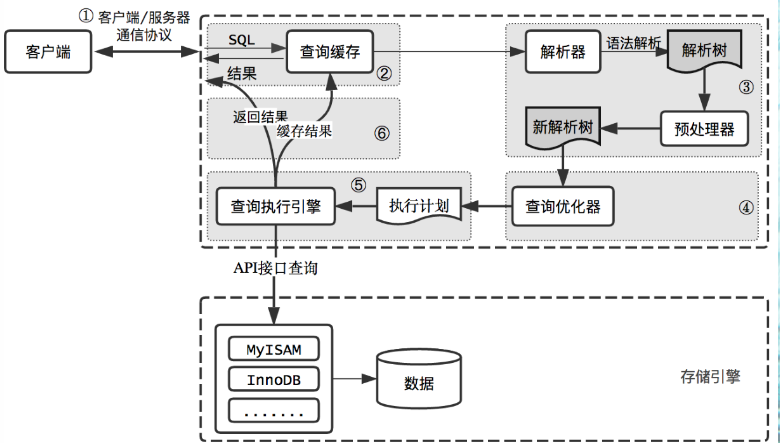 ① 客户端/服务器
通信协议
客户端
SQL
结果
查询缓存
②
解析器
语法解析
解析树
③
预处理器
新解析树
返回结果
缓存结果
⑥
查询执行引擎
⑤
执行计划
查询优化器
④
API接口查询
MyISAM
InnoDB
.......
数据
存储引擎